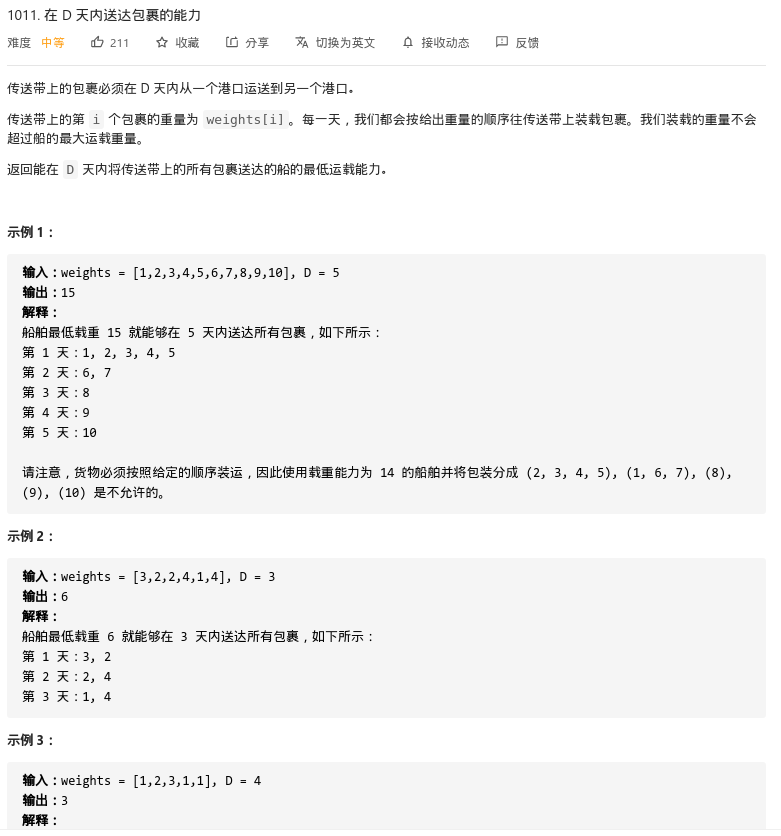 1011. 在 D 天内送达包裹的能力
难度 中等 211 收藏 分享 切换为英文 接收动态 反馈
传送带上的包裹必须在 D 天内从一个港口运送到另一个港口。
传送带上的第 i 个包裹的重量为 weights[i]。每一天，我们都会按给出重量的顺序往传送带上装载包裹。我们装载的重量不会
超过船的最大运载重量。
返回能在 D 天内将传送带上的所有包裹送达的船的最低运载能力。
示例 1：
输入：weights = [1,2,3,4,5,6,7,8,9,10], D = 5
输出：15
解释：
船舶最低载重 15 就能够在 5 天内送达所有包裹，如下所示：
第 1 天：1, 2, 3, 4, 5
第 2 天：6, 7
第 3 天：8
第 4 天：9
第 5 天：10
请注意，货物必须按照给定的顺序装运，因此使用载重能力为 14 的船舶并将包装分成 (2, 3, 4, 5), (1, 6, 7), (8),
(9), (10) 是不允许的。
示例 2：
输入：weights = [3,2,2,4,1,4], D = 3
输出：6
解释：
船舶最低载重 6 就能够在 3 天内送达所有包裹，如下所示：
第 1 天：3, 2
第 2 天：2, 4
第 3 天：1, 4
示例 3：
输入：weights = [1,2,3,1,1], D = 4
输出：3
解释：